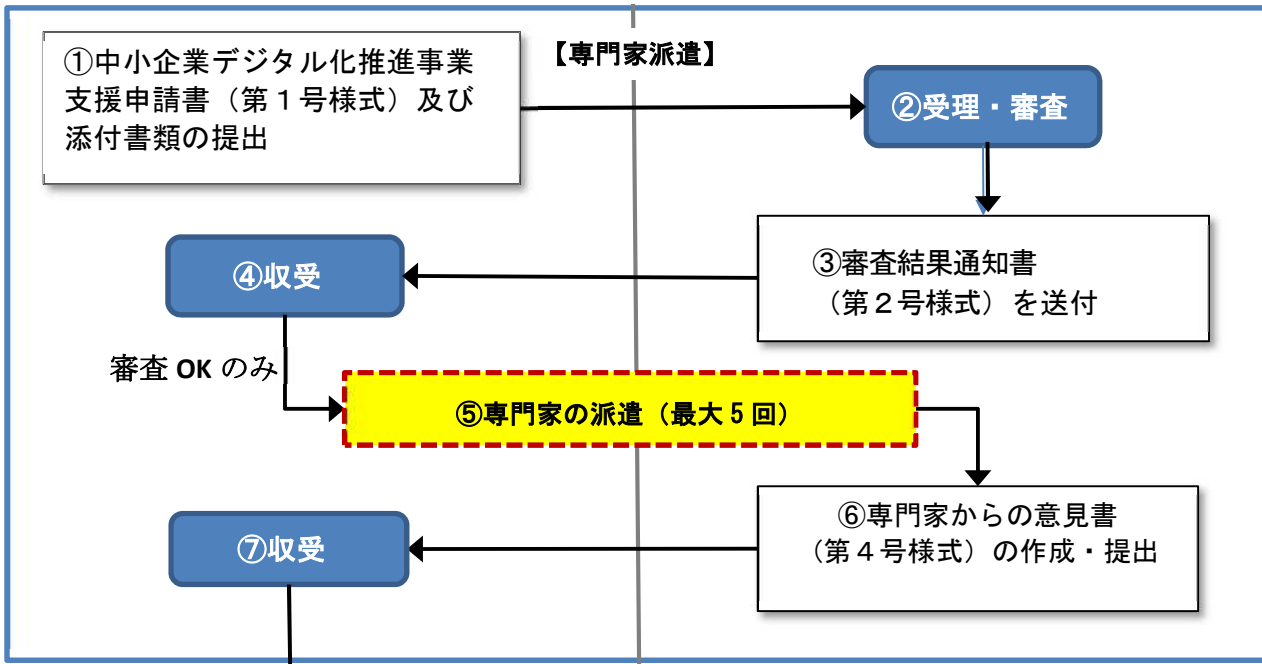 【専門家派遣】
①中小企業デジタル化推進事業
支援申請書（第１号様式）及び
添付書類の提出
②受理・審査
③審査結果通知書
（第２号様式）を送付
④収受
審査 OK のみ
⑤専門家の派遣（最大 5 回）
⑥専門家からの意見書
（第４号様式）の作成・提出
⑦収受